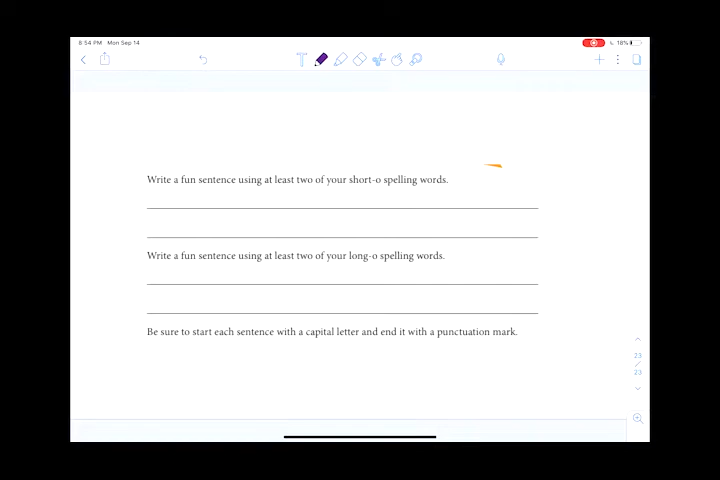 8:54 PM Mon Sep 14
18%
T
Write a fun sentence using at least two of your short-o spelling words.
Write a fun sentence using at least two of your long-o spelling words.
Be sure to start each sentence with a capital letter and end it with a punctuation mark.
23
/
23